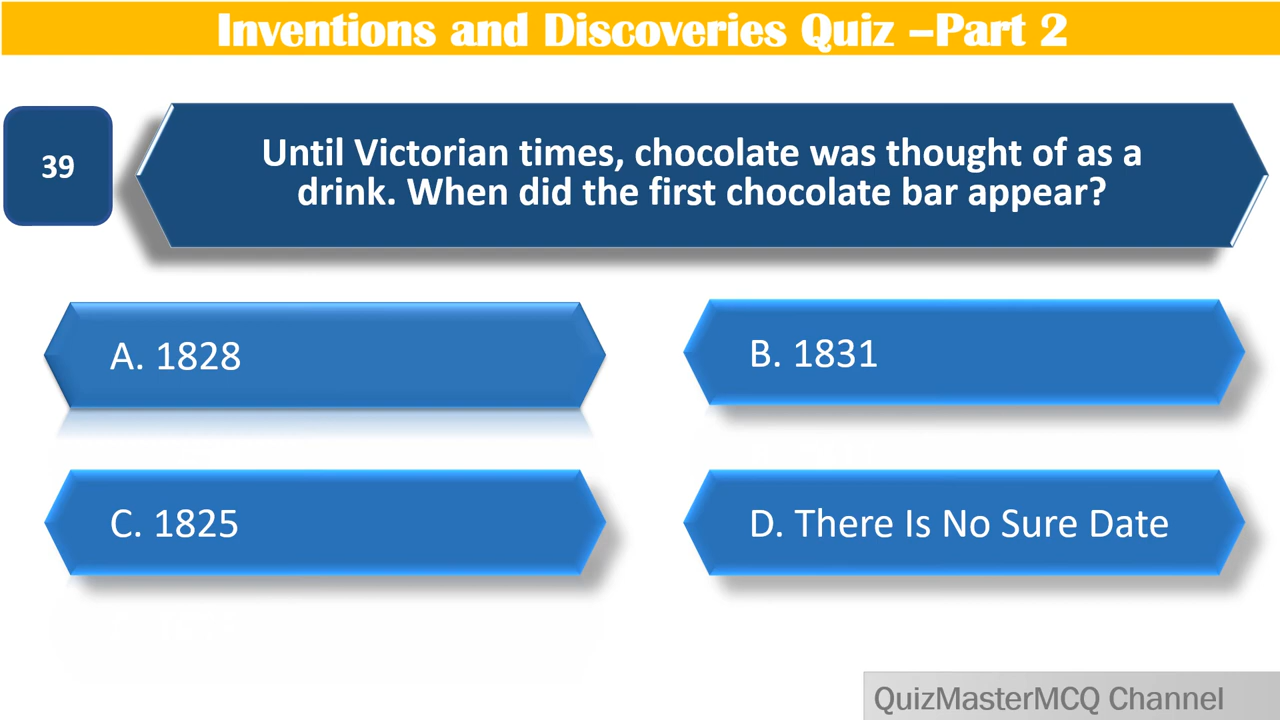 Inventions and Discoveries Quiz –Part 2
39
Until Victorian times, chocolate was thought of as a
drink. When did the first chocolate bar appear?
A. 1828
B. 1831
C. 1825
D. There Is No Sure Date
QuizMasterMCQ Channel